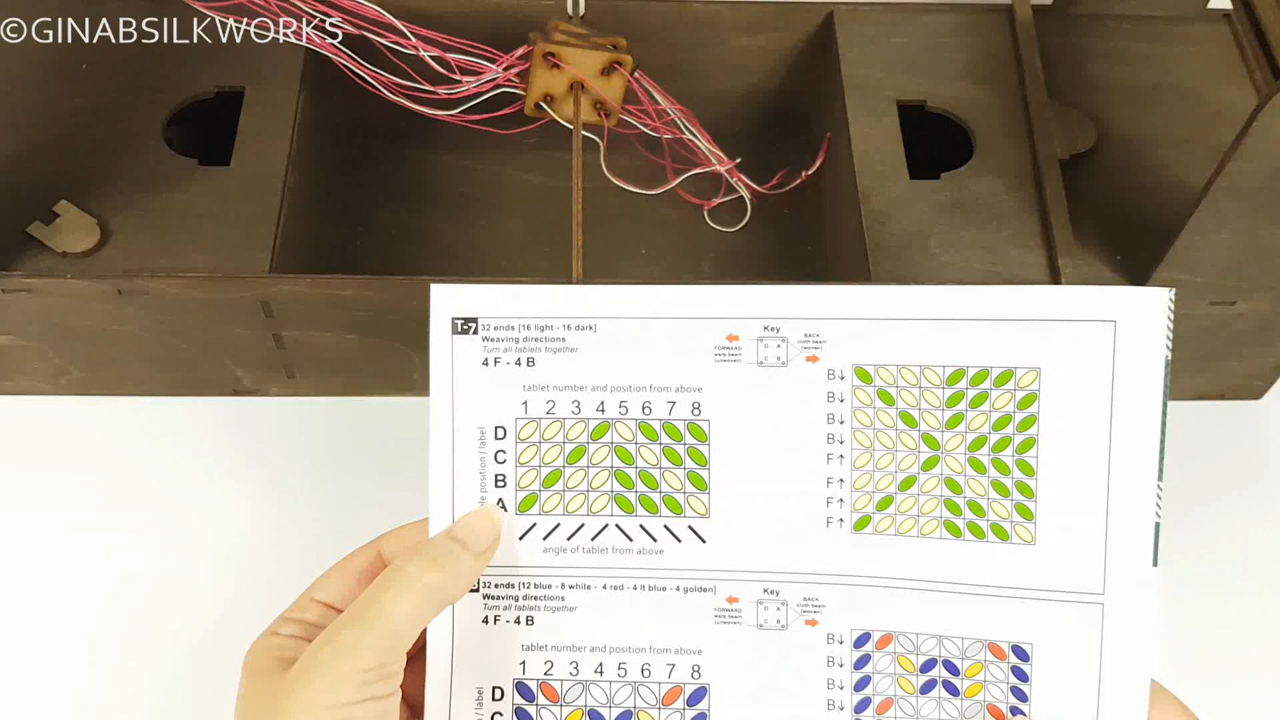 ©GINABSILKWORKS
T-7 32 ends [16 light - 16 dark]
Weaving directions
Turn all tablets together
4 F - 4 B
Key
FORWARD
warp beam
(unwoven)
D A
C B
BACK
cloth beam
(woven)
tablet number and position from above
1 2 3 4 5 6 7 8
D
C
B
A
position / label
angle of tablet from above
B↓
B↓
B↓
B↓
F↑
F↑
F↑
F↑
32 ends [12 blue - 8 white - 4 red - 4 lt blue - 4 golden]
Weaving directions
Turn all tablets together
4 F - 4 B
Key
FORWARD
warp beam
(unwoven)
D A
C B
BACK
cloth beam
(woven)
tablet number and position from above
1 2 3 4 5 6 7 8
D
/ label
B↓
B↓
B↓
B↓